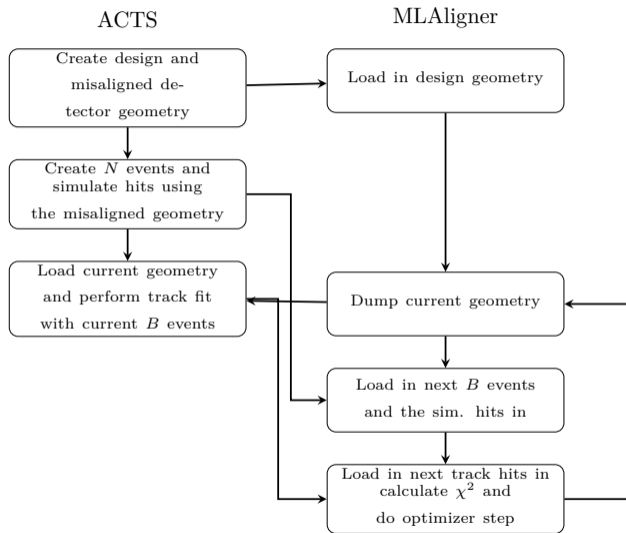 ACTS
MLAligner
Create design and
misaligned de-
tector geometry
Load in design geometry
Create N events and
simulate hits using
the misaligned geometry
Load current geometry
and perform track fit
with current B events
Dump current geometry
Load in next B events
and the sim. hits in
Load in next track hits in
calculate χ² and
do optimizer step